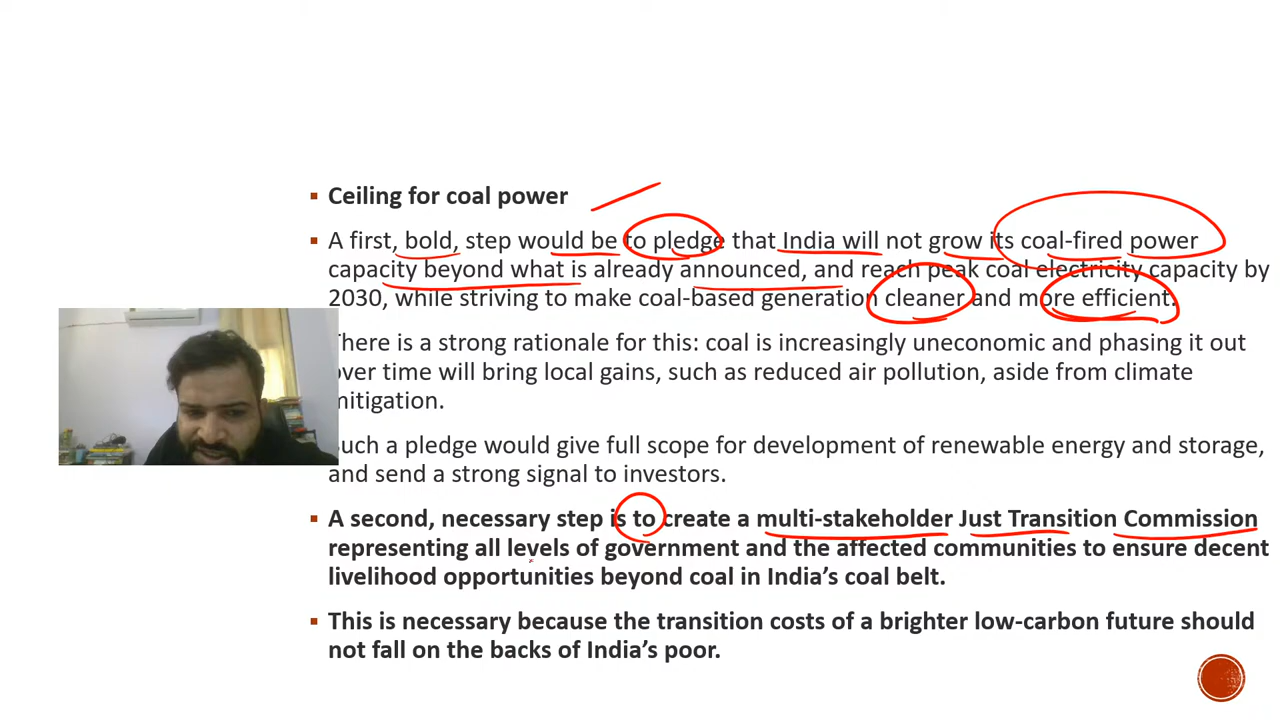 Ceiling for coal power
A first, bold, step would be to pledge that India will not grow its coal-fired power
capacity beyond what is already announced, and reach peak coal electricity capacity by
2030, while striving to make coal-based generation cleaner and more efficient.
There is a strong rationale for this: coal is increasingly uneconomic and phasing it out
over time will bring local gains, such as reduced air pollution, aside from climate
mitigation.
Such a pledge would give full scope for development of renewable energy and storage,
and send a strong signal to investors.
A second, necessary step is to create a multi-stakeholder Just Transition Commission
representing all levels of government and the affected communities to ensure decent
livelihood opportunities beyond coal in India's coal belt.
This is necessary because the transition costs of a brighter low-carbon future should
not fall on the backs of India's poor.